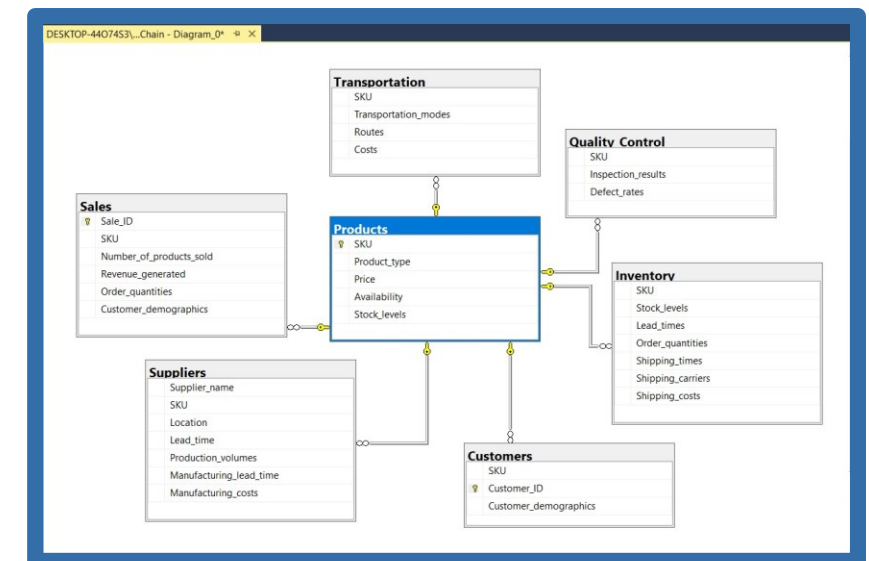 DESKTOP-44O74S3\...Chain - Diagram_0*
Transportation
SKU
Transportation_modes
Routes
Costs
Quality_Control
SKU
Inspection_results
Defect_rates
Sales
Sale_ID
SKU
Number_of_products_sold
Revenue_generated
Order_quantities
Customer_demographics
Products
SKU
Product_type
Price
Availability
Stock_levels
Inventory
SKU
Stock_levels
Lead_times
Order_quantities
Shipping_times
Shipping_carriers
Shipping_costs
Suppliers
Supplier_name
SKU
Location
Lead_time
Production_volumes
Manufacturing_lead_time
Manufacturing_costs
Customers
SKU
Customer_ID
Customer_demographics